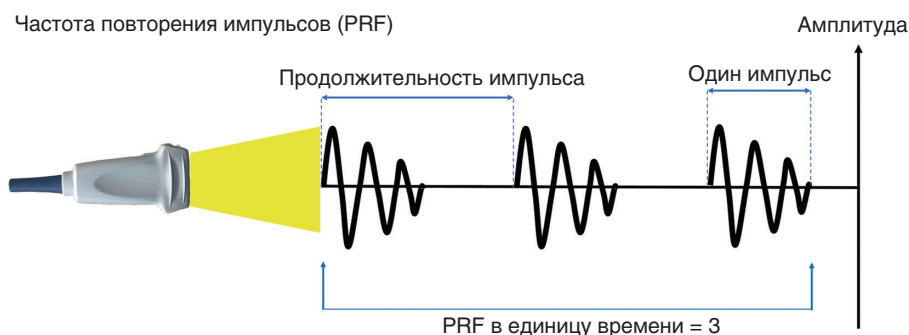 Частота повторения импульсов (PRF)
Амплитуда
Продолжительность импульса
Один импульс
PRF в единицу времени = 3